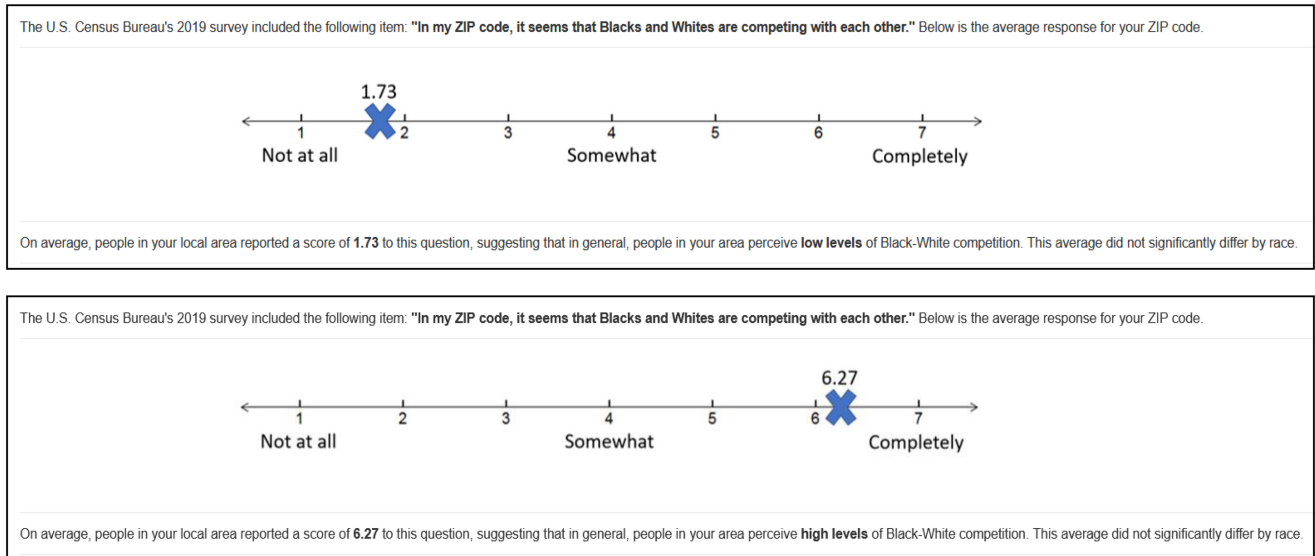 The U.S. Census Bureau's 2019 survey included the following item: "In my ZIP code, it seems that Blacks and Whites are competing with each other." Below is the average response for your ZIP code.
1.73
1 2 3 4 5 6 7
Not at all Somewhat Completely
On average, people in your local area reported a score of 1.73 to this question, suggesting that in general, people in your area perceive low levels of Black-White competition. This average did not significantly differ by race.
The U.S. Census Bureau's 2019 survey included the following item: "In my ZIP code, it seems that Blacks and Whites are competing with each other." Below is the average response for your ZIP code.
6.27
1 2 3 4 5 6 7
Not at all Somewhat Completely
On average, people in your local area reported a score of 6.27 to this question, suggesting that in general, people in your area perceive high levels of Black-White competition. This average did not significantly differ by race.